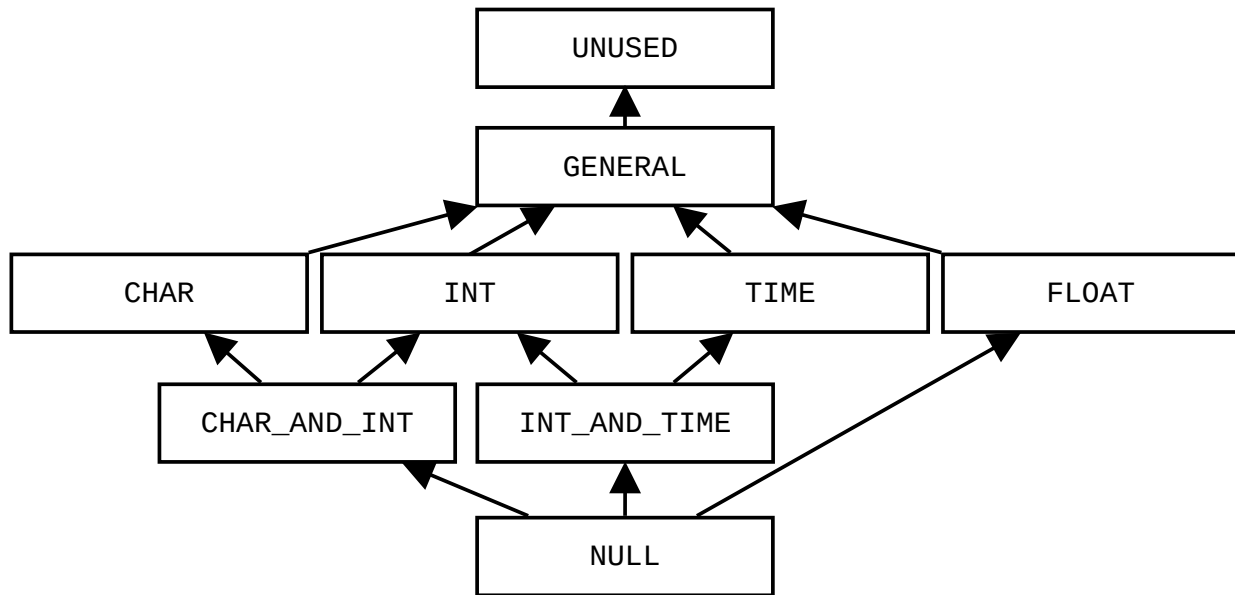 UNUSED
GENERAL
CHAR INT TIME FLOAT
CHAR_AND_INT INT_AND_TIME
NULL